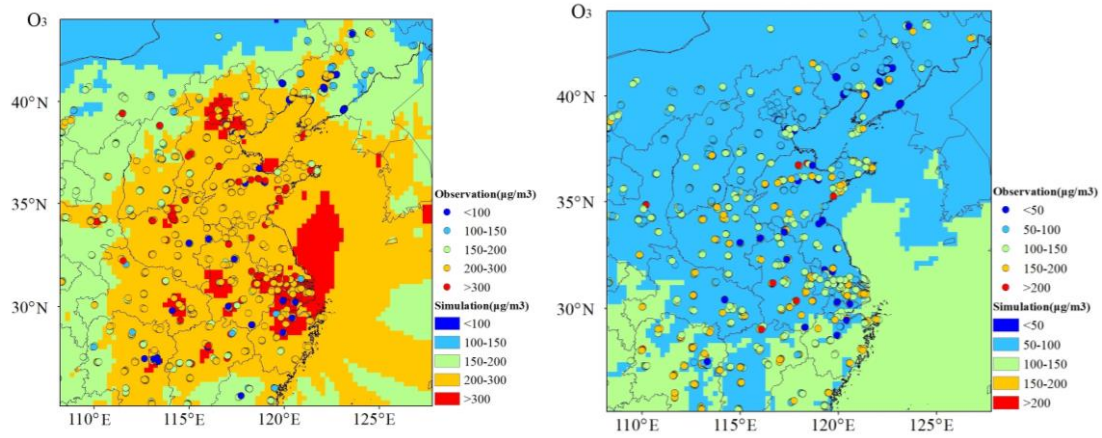 O₃
40°N
35°N
30°N
110°E 115°E 120°E 125°E
Observation(μg/m3)
<100
100-150
150-200
200-300
>300
Simulation(μg/m3)
<100
100-150
150-200
200-300
>300
O₃
40°N
35°N
30°N
110°E 115°E 120°E 125°E
Observation(μg/m3)
<50
50-100
100-150
150-200
>200
Simulation(μg/m3)
<50
50-100
100-150
150-200
>200